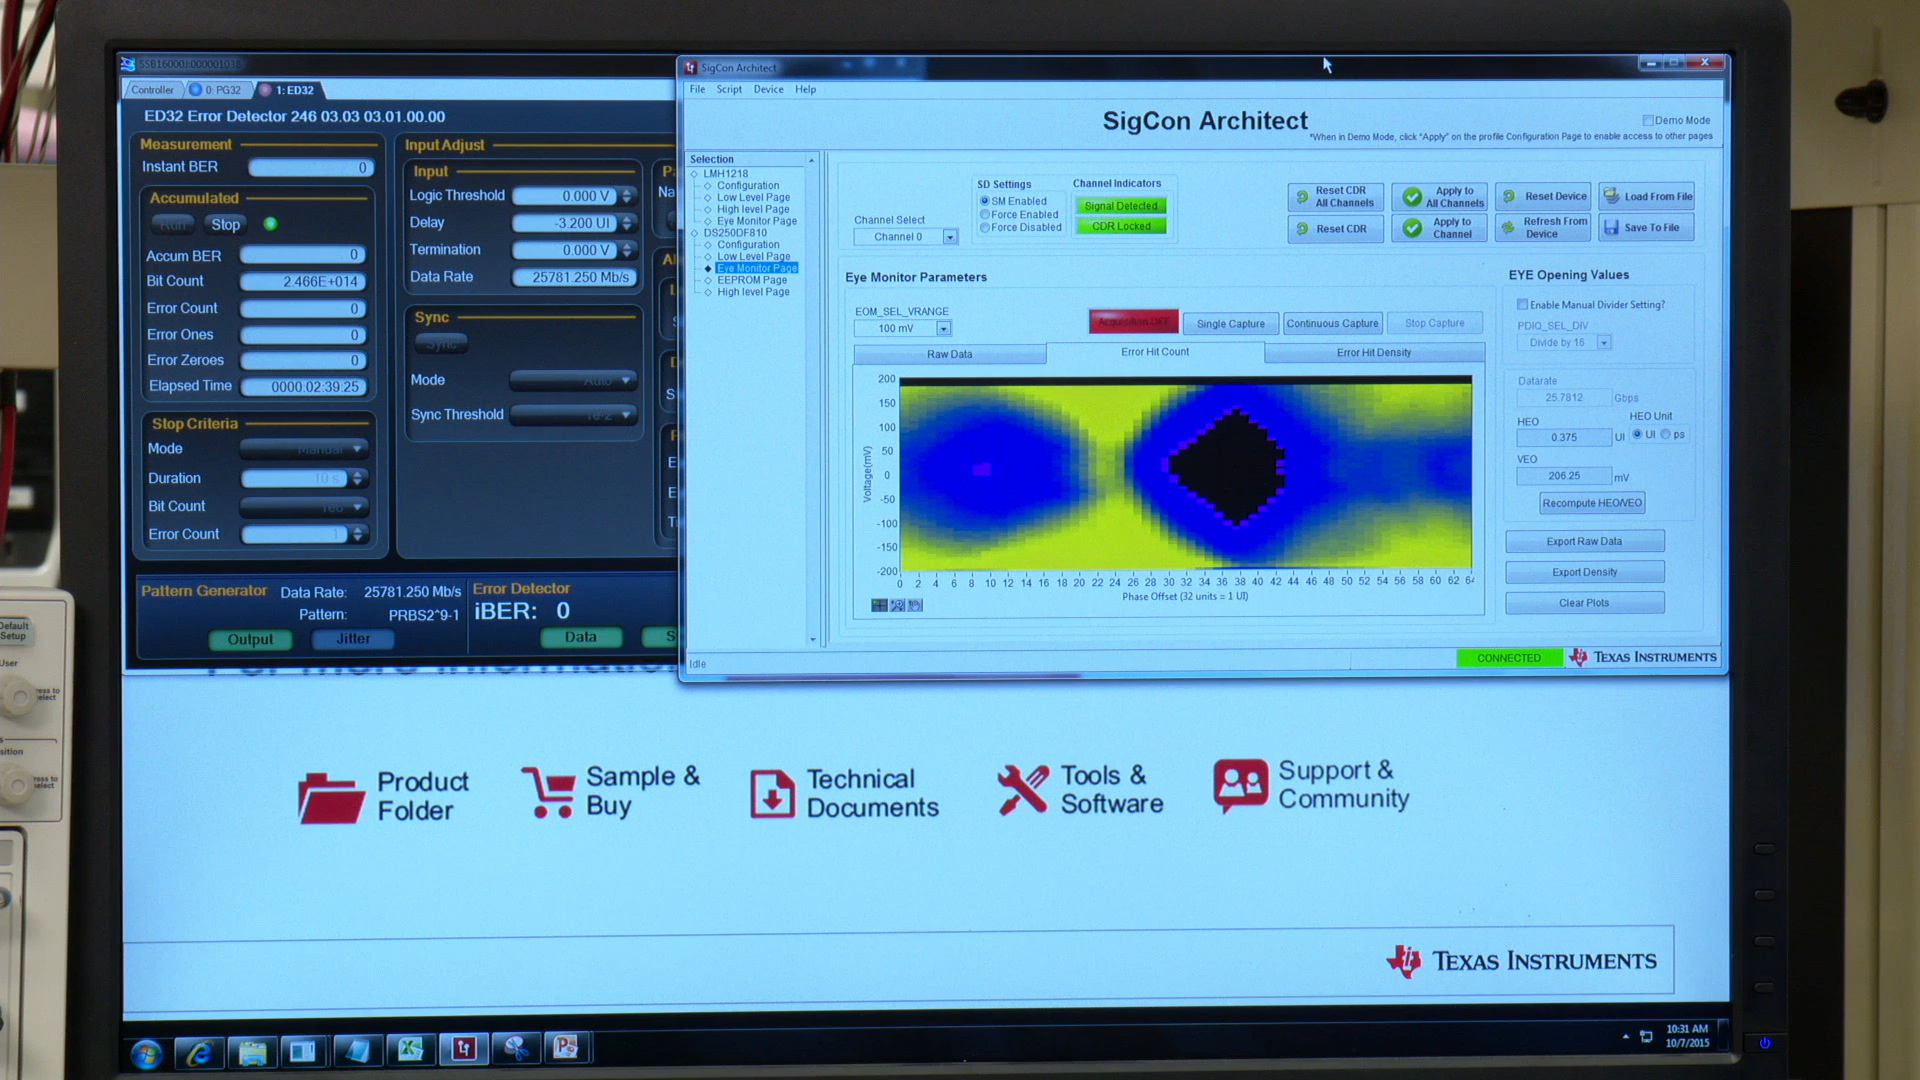 SSB16000J:000001038
Controller
0: PG32
1: ED32
ED32 Error Detector 246 03.03 03.01.00.00
Measurement
Instant BER
0
Accumulated
Run
Stop
Accum BER
0
Bit Count
2.466E+014
Error Count
0
Error Ones
0
Error Zeroes
0
Elapsed Time
0000.02:39.25
Stop Criteria
Mode
Manual
Duration
10 s
Bit Count
Error Count
1
Input Adjust
Input
Logic Threshold
0.000 V
Delay
-3.200 UI
Termination
0.000 V
Data Rate
25781.250 Mb/s
Sync
Sync
Mode
Auto
Sync Threshold
1e-2
Pattern Generator
Data Rate:
25781.250 Mb/s
Pattern:
PRBS2^9-1
Output
Jitter
Error Detector
iBER: 0
Data
SigCon Architect
File
Script
Device
Help
SigCon Architect
Demo Mode
*When in Demo Mode, click "Apply" on the profile Configuration Page to enable access to other pages
Selection
LMH1218
Configuration
Low Level Page
High level Page
Eye Monitor Page
DS250DF810
Configuration
Low Level Page
Eye Monitor Page
EEPROM Page
High level Page
Channel Select
Channel 0
SD Settings
SM Enabled
Force Enabled
Force Disabled
Channel Indicators
Signal Detected
CDR Locked
Reset CDR
All Channels
Apply to
All Channels
Reset Device
Load From File
Reset CDR
Apply to
Channel
Refresh From
Device
Save To File
Eye Monitor Parameters
EOM_SEL_VRANGE
100 mV
Acquisition OFF
Single Capture
Continuous Capture
Stop Capture
Raw Data
Error Hit Count
Error Hit Density
Voltage(mV)
200
150
100
50
0
-50
-100
-150
-200
0 2 4 6 8 10 12 14 16 18 20 22 24 26 28 30 32 34 36 38 40 42 44 46 48 50 52 54 56 58 60 62 64
Phase Offset (32 units = 1 UI)
EYE Opening Values
Enable Manual Divider Setting?
PDIQ_SEL_DIV
Divide by 16
Datarate
25.7812
Gbps
HEO
0.375
UI
HEO Unit
UI
ps
VEO
206.25
mV
Recompute HEO/VEO
Export Raw Data
Export Density
Clear Plots
Idle
CONNECTED
TEXAS INSTRUMENTS
Product
Folder
Sample &
Buy
Technical
Documents
Tools &
Software
Support &
Community
TEXAS INSTRUMENTS
10:31 AM
10/7/2015
Default
Setup
User